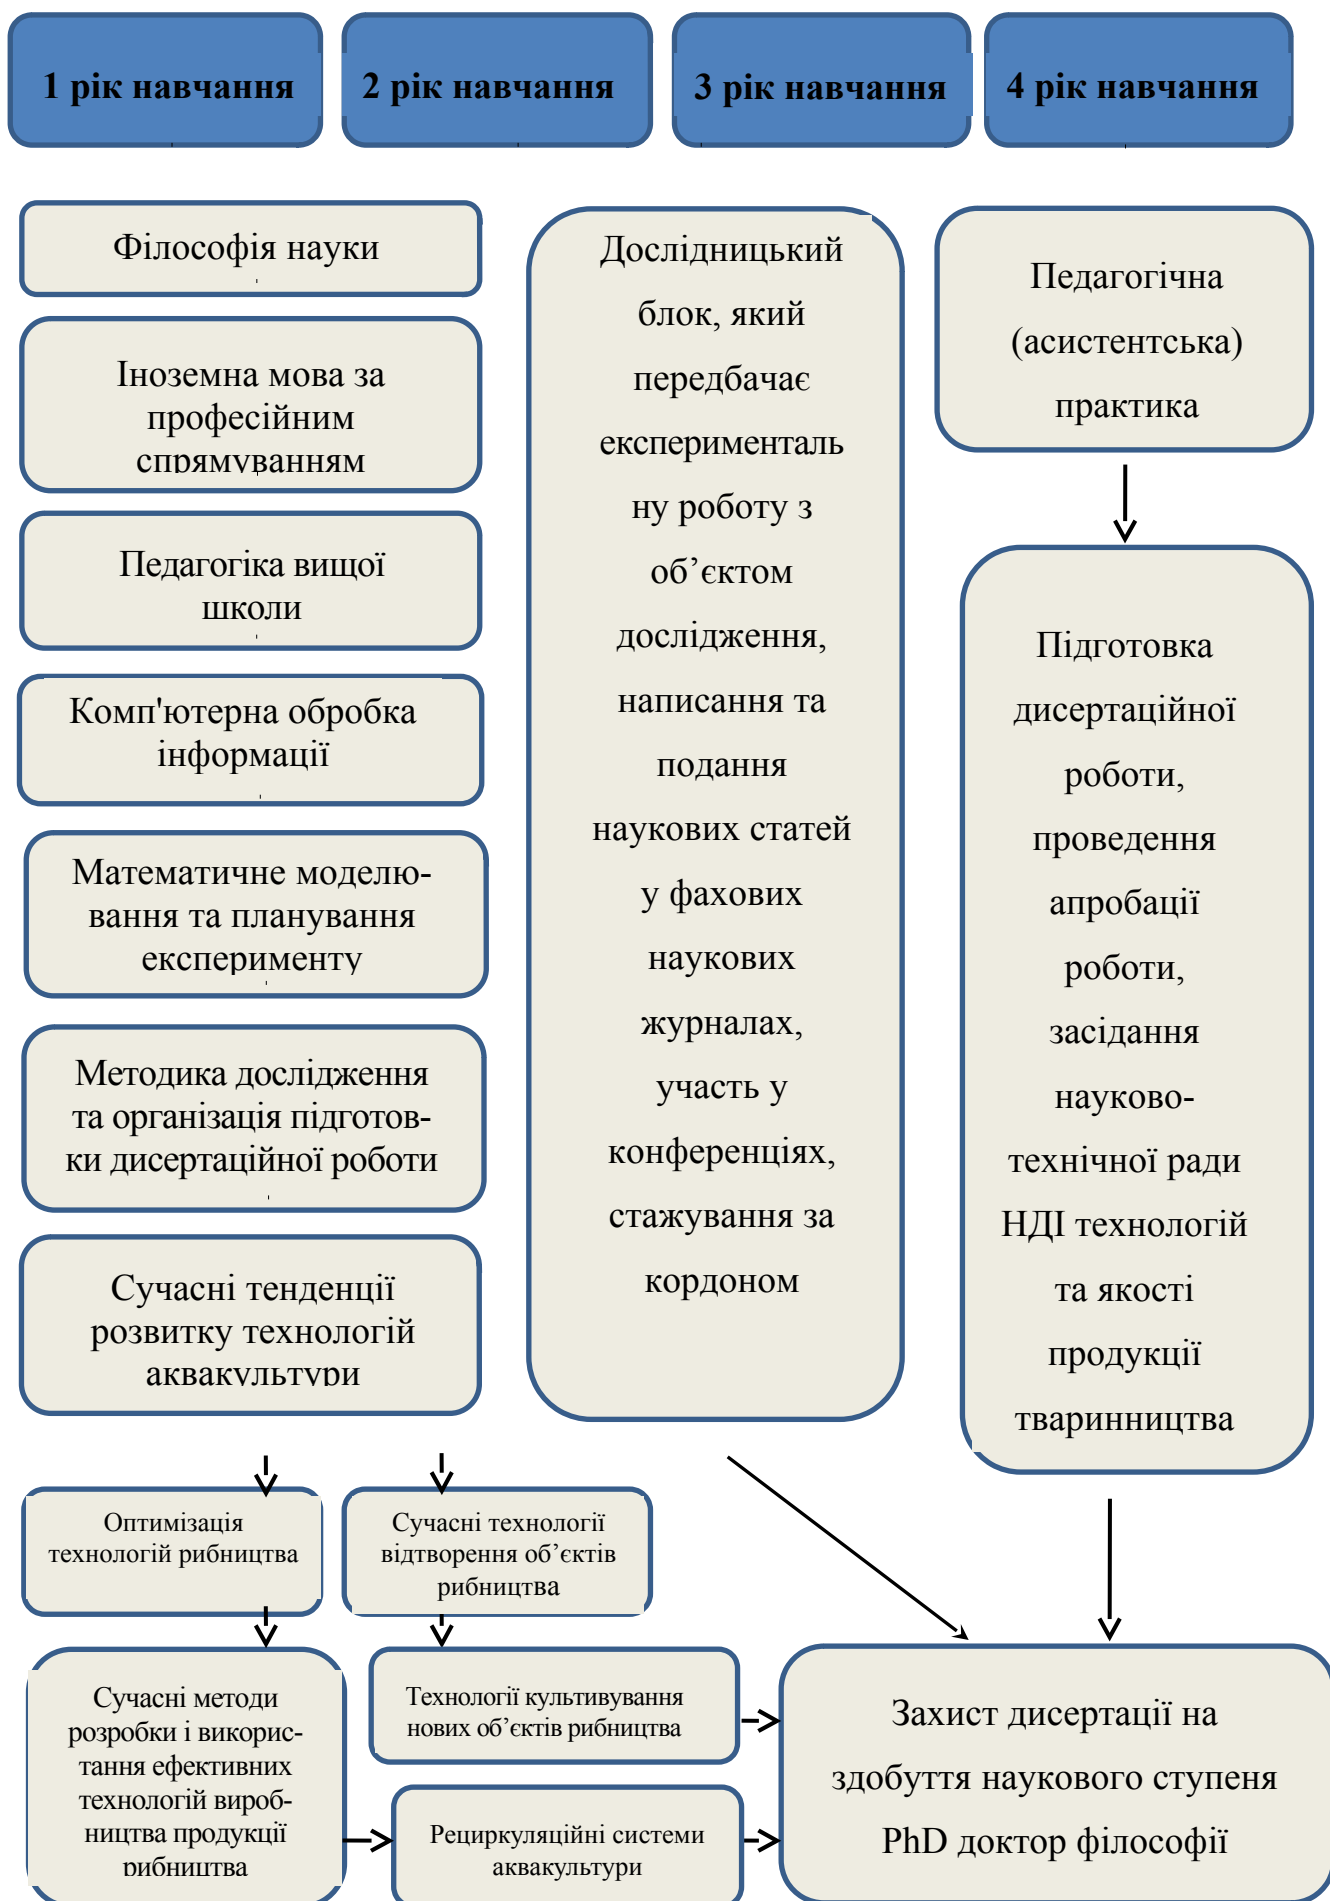 1 рік навчання
2 рік навчання
3 рік навчання
4 рік навчання
Філософія науки
Іноземна мова за
професійним
спрямуванням
Педагогіка вищої
школи
Комп'ютерна обробка
інформації
Математичне моделю-
вання та планування
експерименту
Методика дослідження
та організація підготов-
ки дисертаційної роботи
Сучасні тенденції
розвитку технологій
аквакультури
Дослідницький
блок, який
передбачає
експерименталь
ну роботу з
об’єктом
дослідження,
написання та
подання
наукових статей
у фахових
наукових
журналах,
участь у
конференціях,
стажування за
кордоном
Педагогічна
(асистентська)
практика
Підготовка
дисертаційної
роботи,
проведення
апробації
роботи,
засідання
науково-
технічної ради
НДІ технологій
та якості
продукції
тваринництва
Оптимізація
технологій рибництва
Сучасні технології
відтворення об’єктів
рибництва
Сучасні методи
розробки і викорис-
тання ефективних
технологій вироб-
ництва продукції
рибництва
Технології культивування
нових об’єктів рибництва
Рециркуляційні системи
аквакультури
Захист дисертації на
здобуття наукового ступеня
PhD доктор філософії